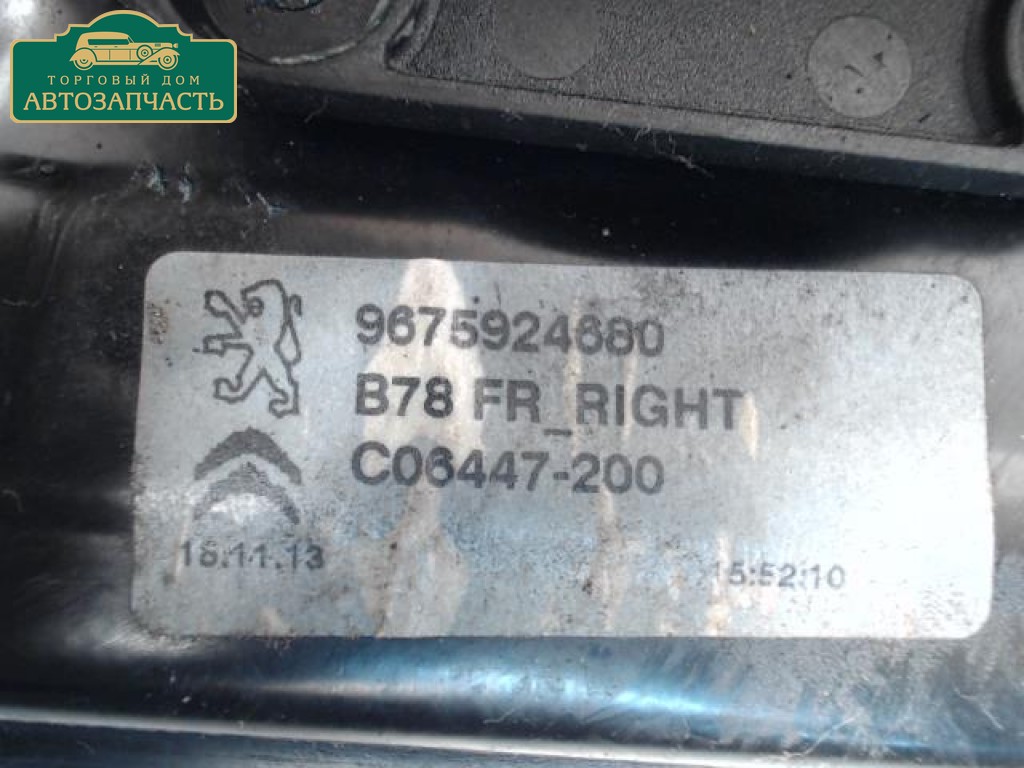 ТОРГОВЫЙ ДОМ
АВТОЗАПЧАСТЬ
9675924680
B78 FR_RIGHT
C06447-200
18.11.13
15:52:10